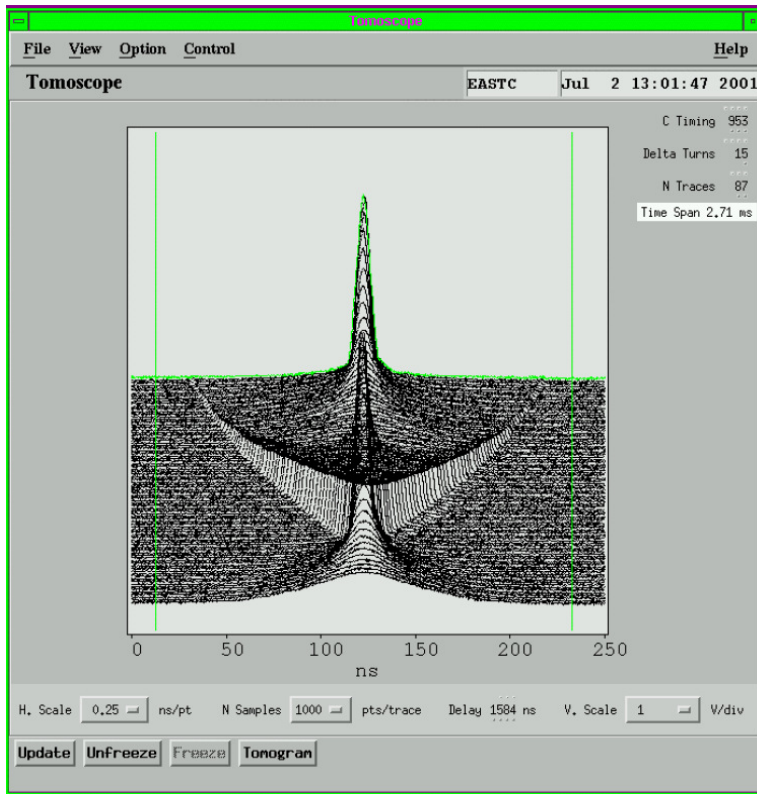 Tomoscope
File View Option Control Help
Tomoscope EASTC Jul 2 13:01:47 2001
C Timing 953
Delta Turns 15
N Traces 87
Time Span 2.71 ms
0 50 100 150 200 250
ns
H. Scale 0.25 ns/pt N Samples 1000 pts/trace Delay 1584 ns V. Scale 1 V/div
Update Unfreeze Freeze Tomogram